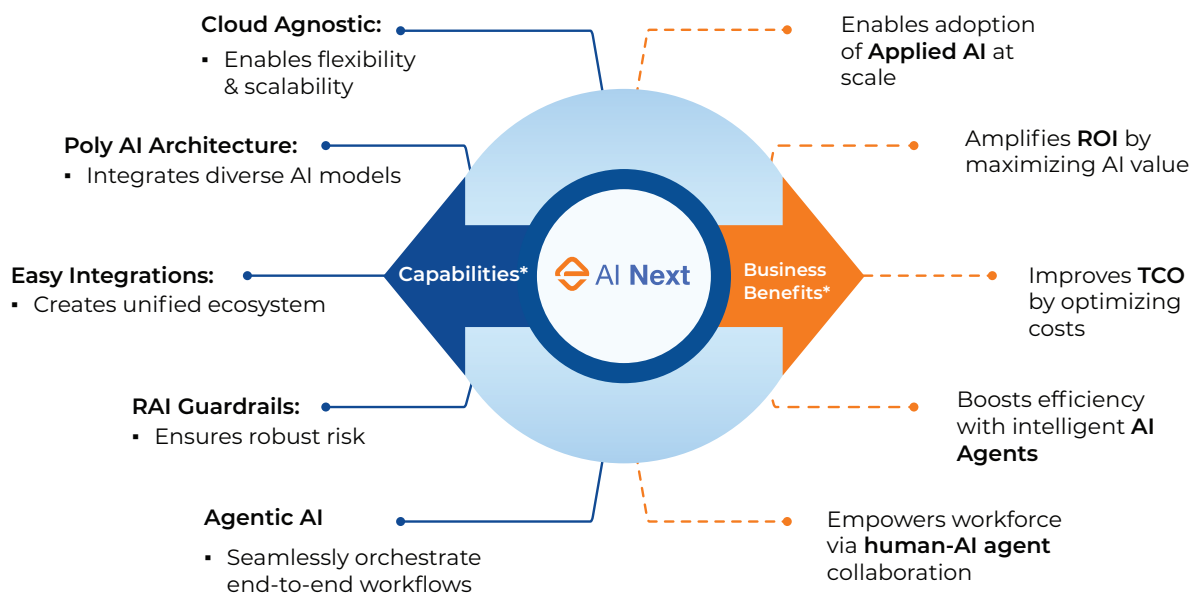 Cloud Agnostic:
▪ Enables flexibility
& scalability
Poly AI Architecture:
▪ Integrates diverse AI models
Easy Integrations:
▪ Creates unified ecosystem
RAI Guardrails:
▪ Ensures robust risk
Agentic AI
▪ Seamlessly orchestrate
end-to-end workflows
Capabilities*
AI Next
Business
Benefits*
Enables adoption
of Applied AI at
scale
Amplifies ROI by
maximizing AI value
Improves TCO
by optimizing
costs
Boosts efficiency
with intelligent AI
Agents
Empowers workforce
via human-AI agent
collaboration